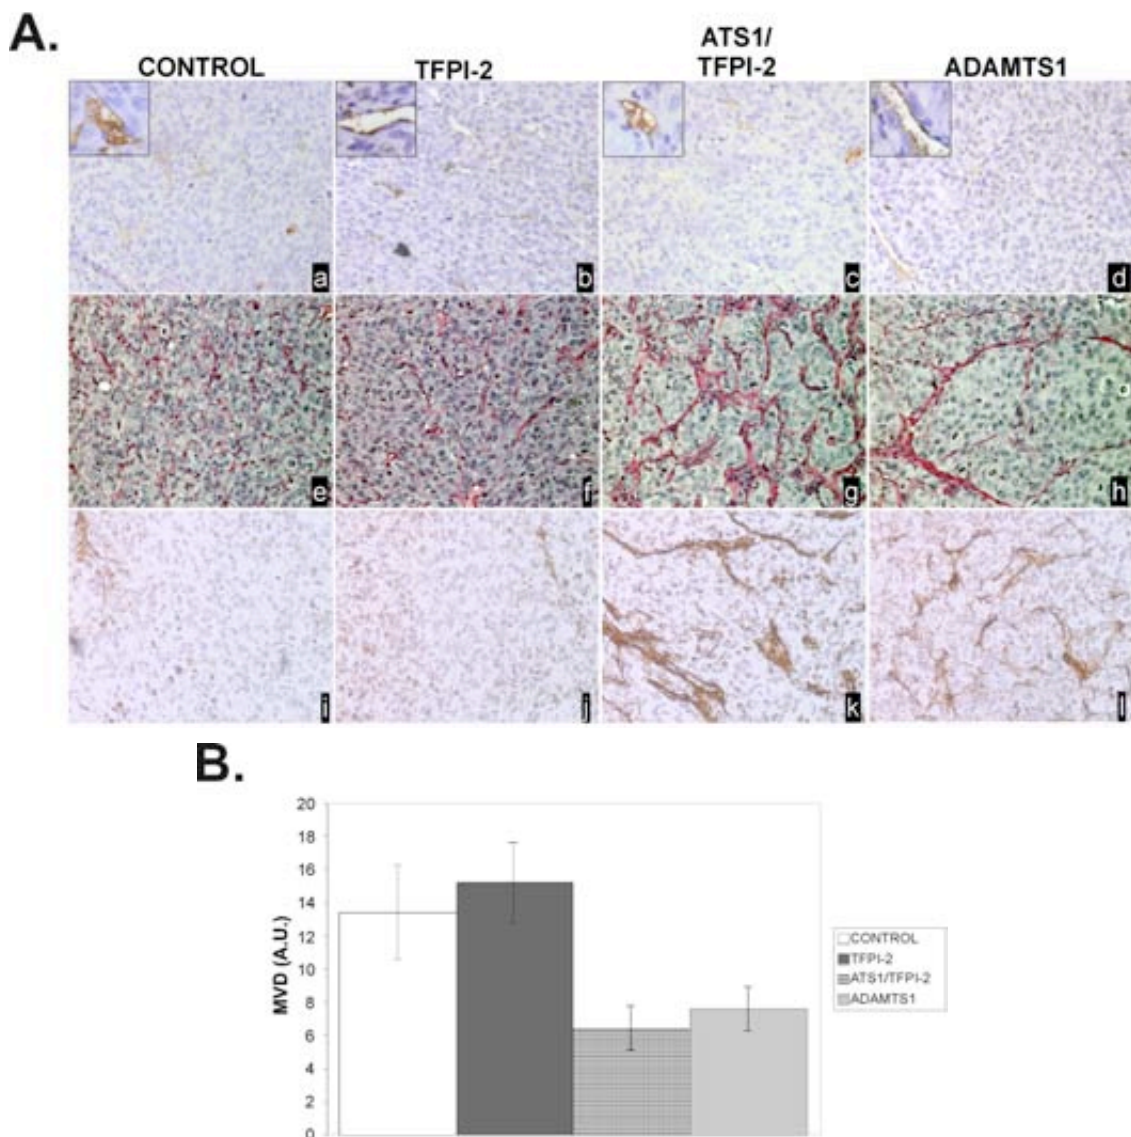 A.
CONTROL
TFPI-2
ATS1/
TFPI-2
ADAMTS1
a
b
c
d
e
f
g
h
i
j
k
l
B.
20
18
16
14
12
10
8
6
4
2
0
MVD (A.U.)
CONTROL
TFPI-2
ATS1/TFPI-2
ADAMTS1